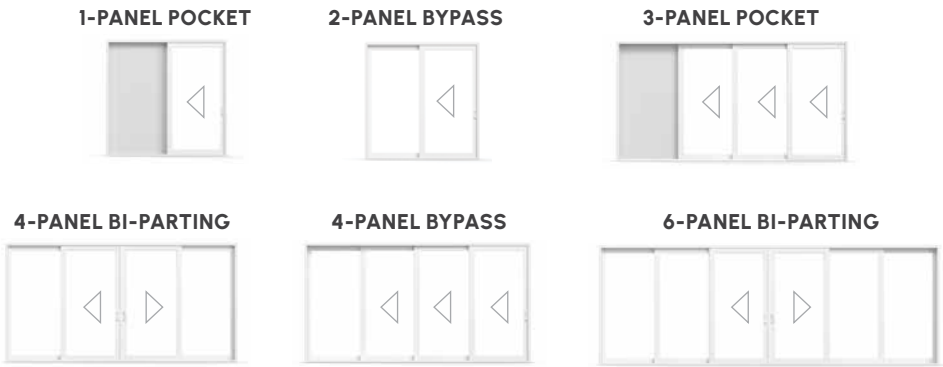 1-PANEL POCKET
2-PANEL BYPASS
3-PANEL POCKET
4-PANEL BI-PARTING
4-PANEL BYPASS
6-PANEL BI-PARTING